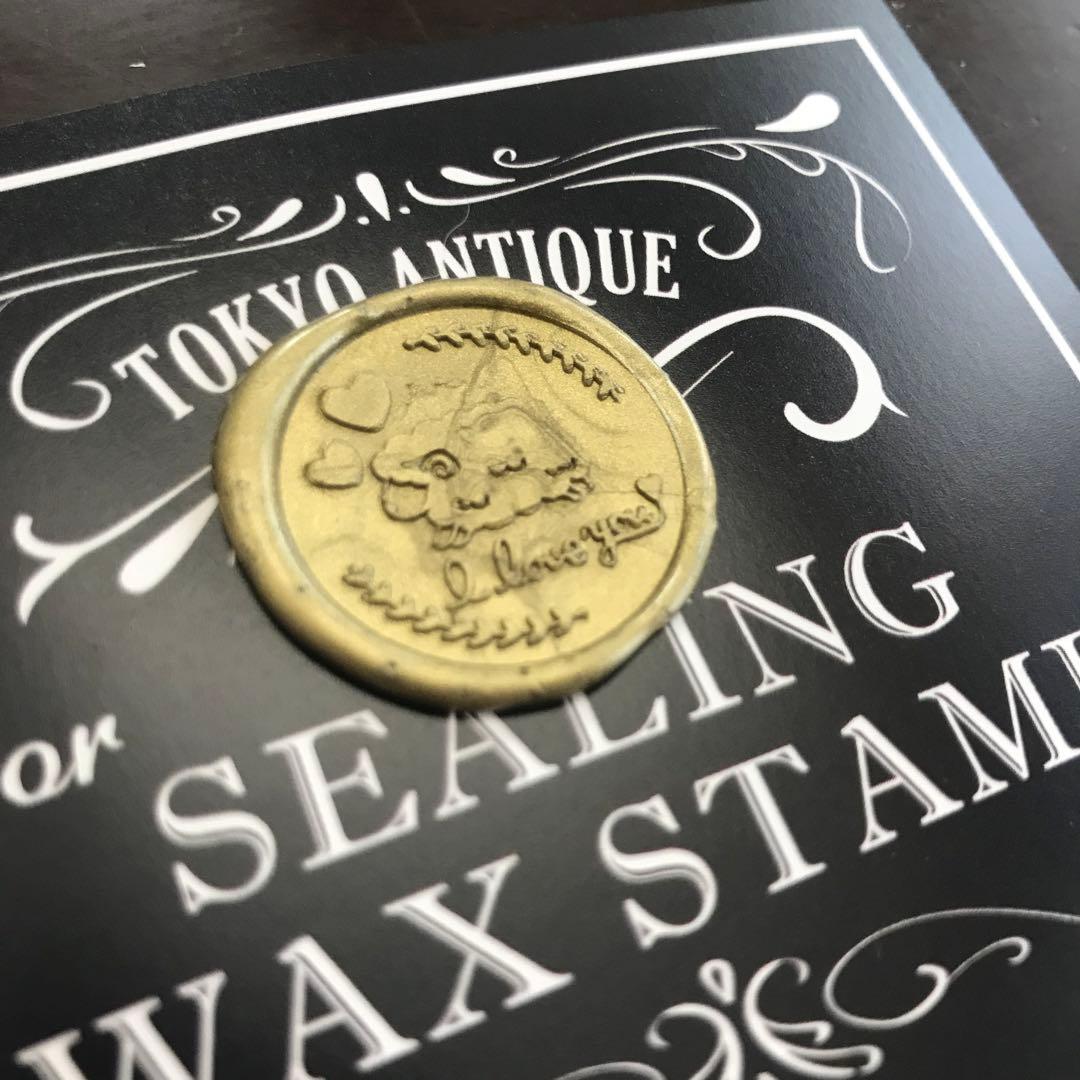 TOKYO ANTIQUE
I love you
or
SEALING
WAX STAMP